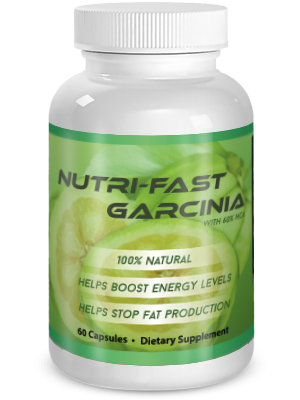 NUTRI-FAST
GARCINIA
WITH 60% HCA
100% NATURAL
HELPS BOOST ENERGY LEVELS
HELPS STOP FAT PRODUCTION
60 Capsules • Dietary Supplement